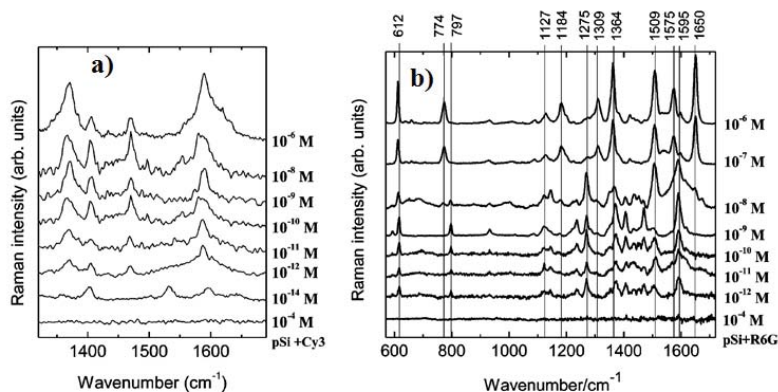 a)
Raman intensity (arb. units)
10⁻⁶ M
10⁻⁸ M
10⁻⁹ M
10⁻¹⁰ M
10⁻¹¹ M
10⁻¹² M
10⁻¹⁴ M
10⁻⁴ M
pSi +Cy3
1400 1500 1600
Wavenumber (cm⁻¹)
612 774 797 1127 1184 1275 1309 1364 1509 1575 1595 1650
b)
Raman intensity (arb. units)
10⁻⁶ M
10⁻⁷ M
10⁻⁸ M
10⁻⁹ M
10⁻¹⁰ M
10⁻¹¹ M
10⁻¹² M
10⁻⁴ M
pSi+R6G
600 800 1000 1200 1400 1600
Wavenumber/cm⁻¹